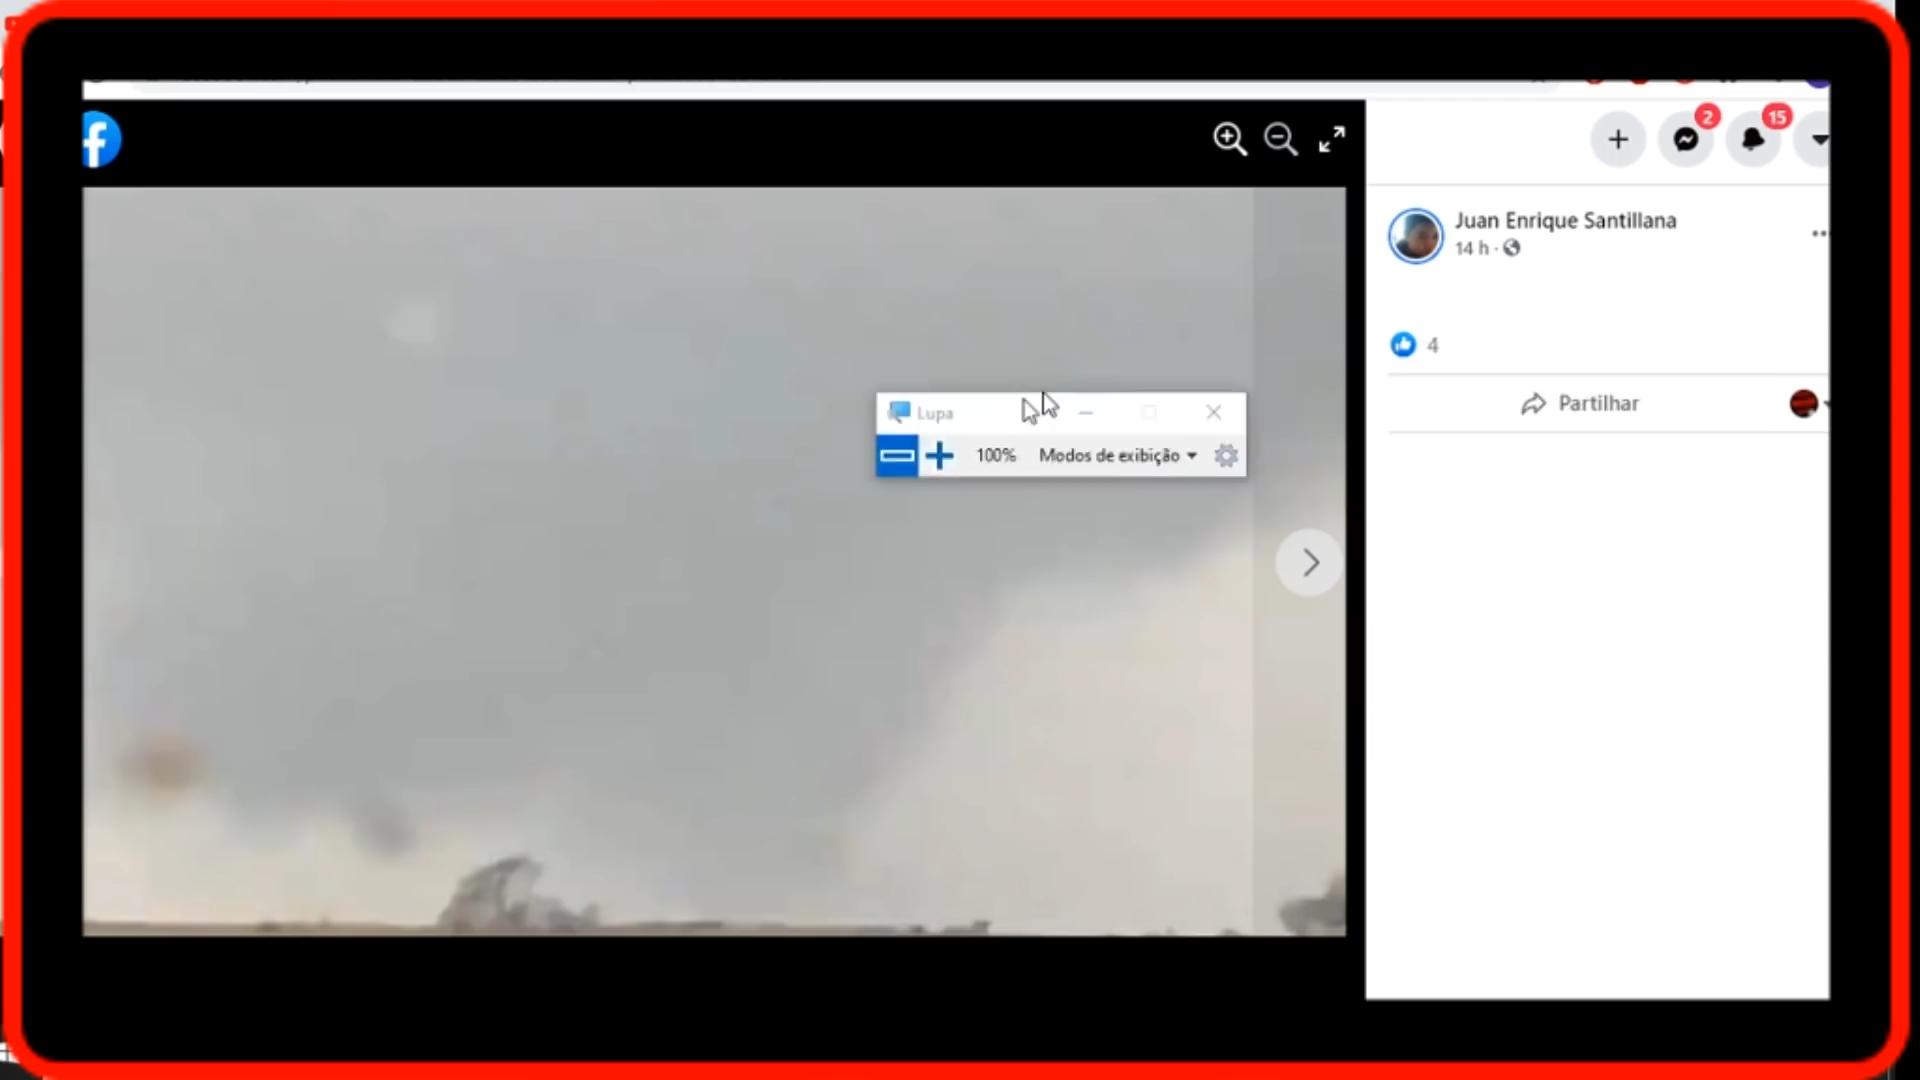 2
15
Juan Enrique Santillana
14 h ·
4
Partilhar
Lupa
100% Modos de exibição